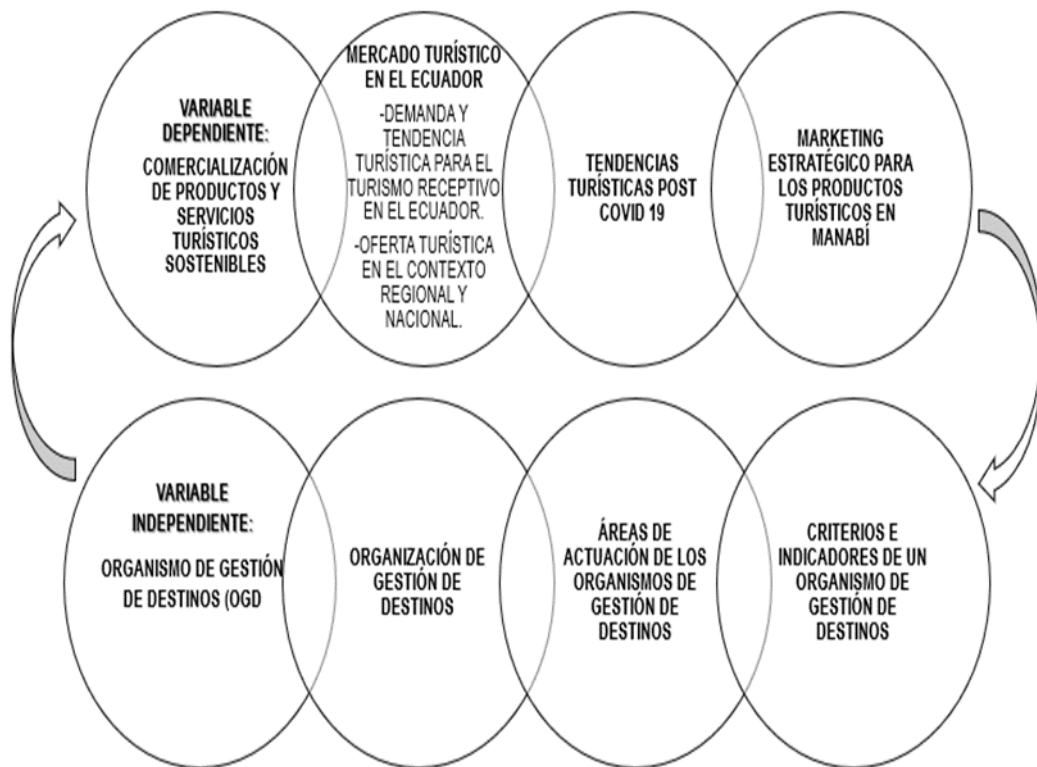 VARIABLE
DEPENDIENTE:
COMERCIALIZACIÓN
DE PRODUCTOS Y
SERVICIOS
TURÍSTICOS
SOSTENIBLES
MERCADO TURÍSTICO
EN EL ECUADOR
-DEMANDA Y
TENDENCIA
TURÍSTICA PARA EL
TURISMO RECEPTIVO
EN EL ECUADOR.
-OFERTA TURÍSTICA
EN EL CONTEXTO
REGIONAL Y
NACIONAL.
TENDENCIAS
TURÍSTICAS POST
COVID 19
MARKETING
ESTRATÉGICO PARA
LOS PRODUCTOS
TURÍSTICOS EN
MANABÍ
VARIABLE
INDEPENDIENTE:
ORGANISMO DE GESTIÓN
DE DESTINOS (OGD
ORGANIZACIÓN DE
GESTIÓN DE
DESTINOS
ÁREAS DE
ACTUACIÓN DE LOS
ORGANISMOS DE
GESTIÓN DE
DESTINOS
CRITERIOS E
INDICADORES DE UN
ORGANISMO DE
GESTIÓN DE
DESTINOS